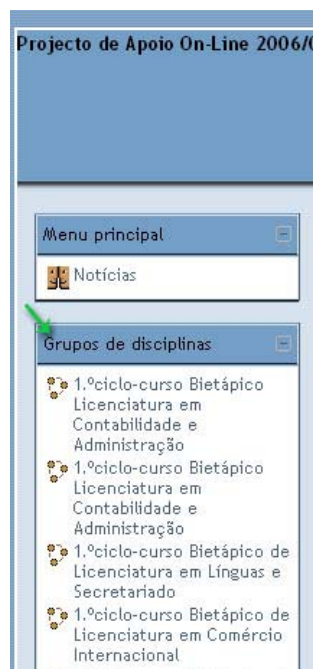 Projecto de Apoio On-Line 2006/
Menu principal
Notícias
Grupos de disciplinas
1.ºciclo-curso Bietápico
Licenciatura em
Contabilidade e
Administração
1.ºciclo-curso Bietápico
Licenciatura em
Contabilidade e
Administração
1.ºciclo-curso Bietápico de
Licenciatura em Línguas e
Secretariado
1.ºciclo-curso Bietápico de
Licenciatura em Comércio
Internacional